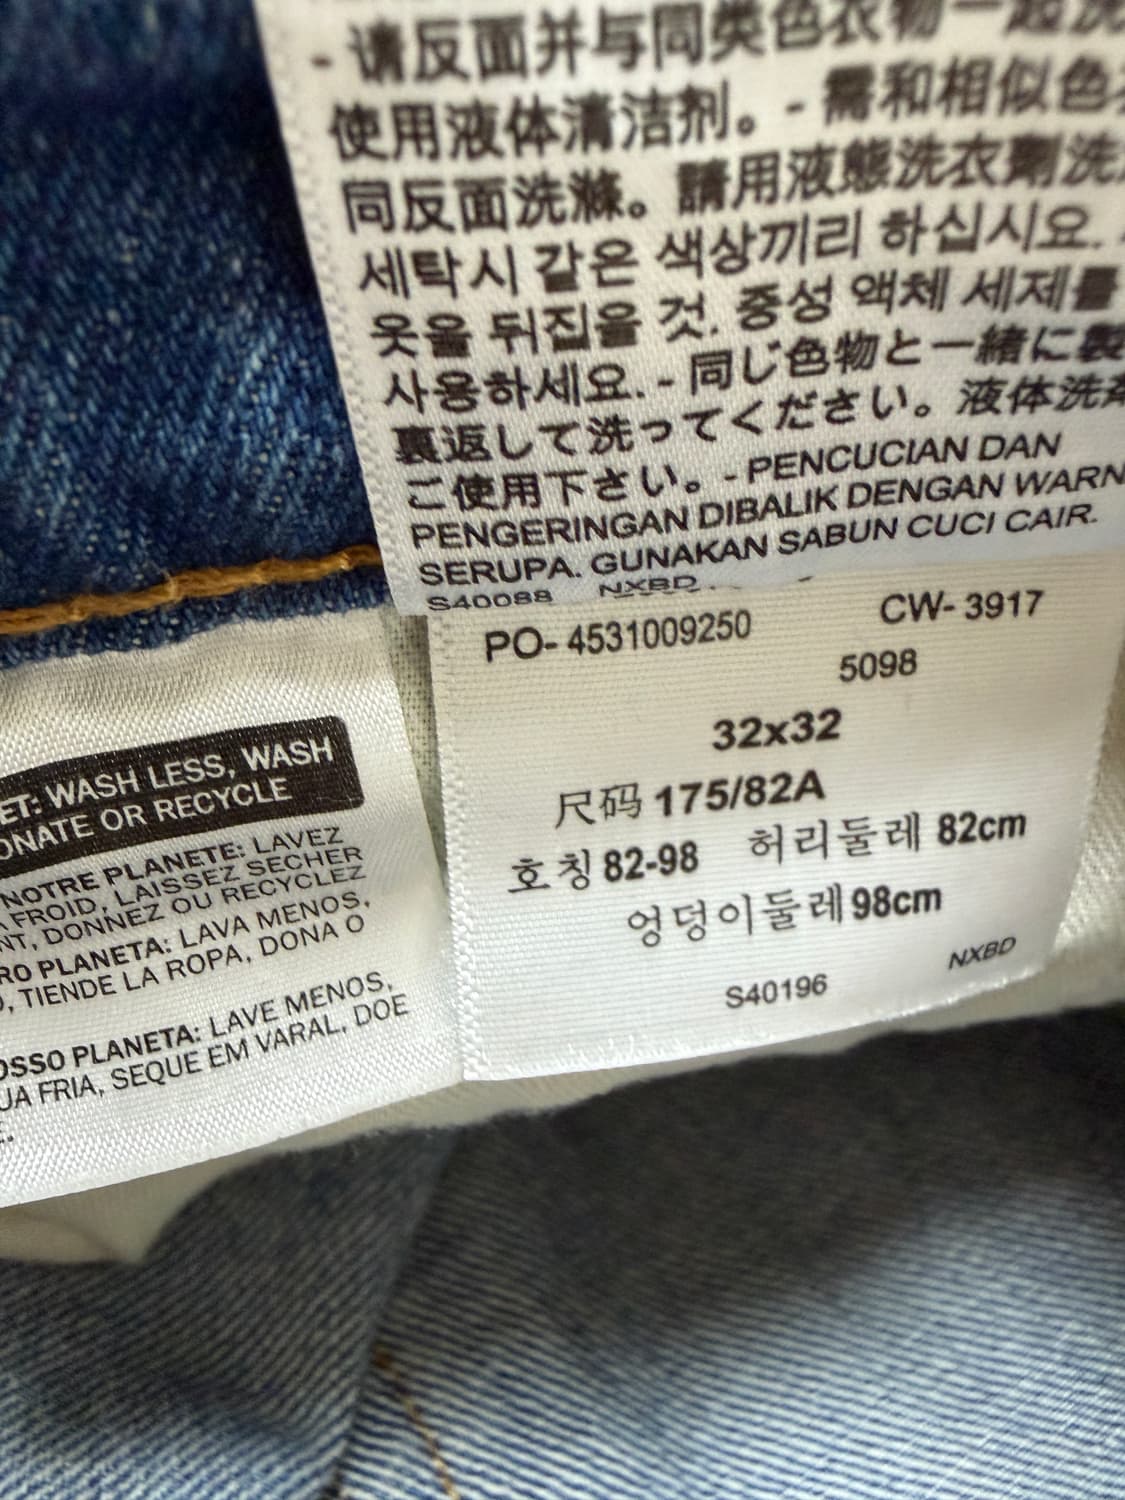 - 请反面并与同类色衣物一起洗
使用液体清洁剂。- 需和相似色
同反面洗滌。請用液態洗衣劑洗
세탁시 같은 색상끼리 하십시요.
옷을 뒤집을 것. 중성 액체 세제를
사용하세요. - 同じ色物と一緒に裏
裏返して洗ってください。液体洗剤
ご使用下さい。- PENCUCIAN DAN
PENGERINGAN DIBALIK DENGAN WARN
SERUPA. GUNAKAN SABUN CUCI CAIR.
S40088 NXBD
PO- 4531009250 CW- 3917
5098
32x32
尺码 175/82A
호칭 82-98 허리둘레 82cm
엉덩이둘레 98cm
NXBD
S40196
ET: WASH LESS, WASH
ONATE OR RECYCLE
NOTRE PLANETE: LAVEZ
FROID, LAISSEZ SECHER
NT, DONNEZ OU RECYCLEZ
RO PLANETA: LAVA MENOS,
, TIENDE LA ROPA, DONA O
OSSO PLANETA: LAVE MENOS,
UA FRIA, SEQUE EM VARAL, DOE
E.